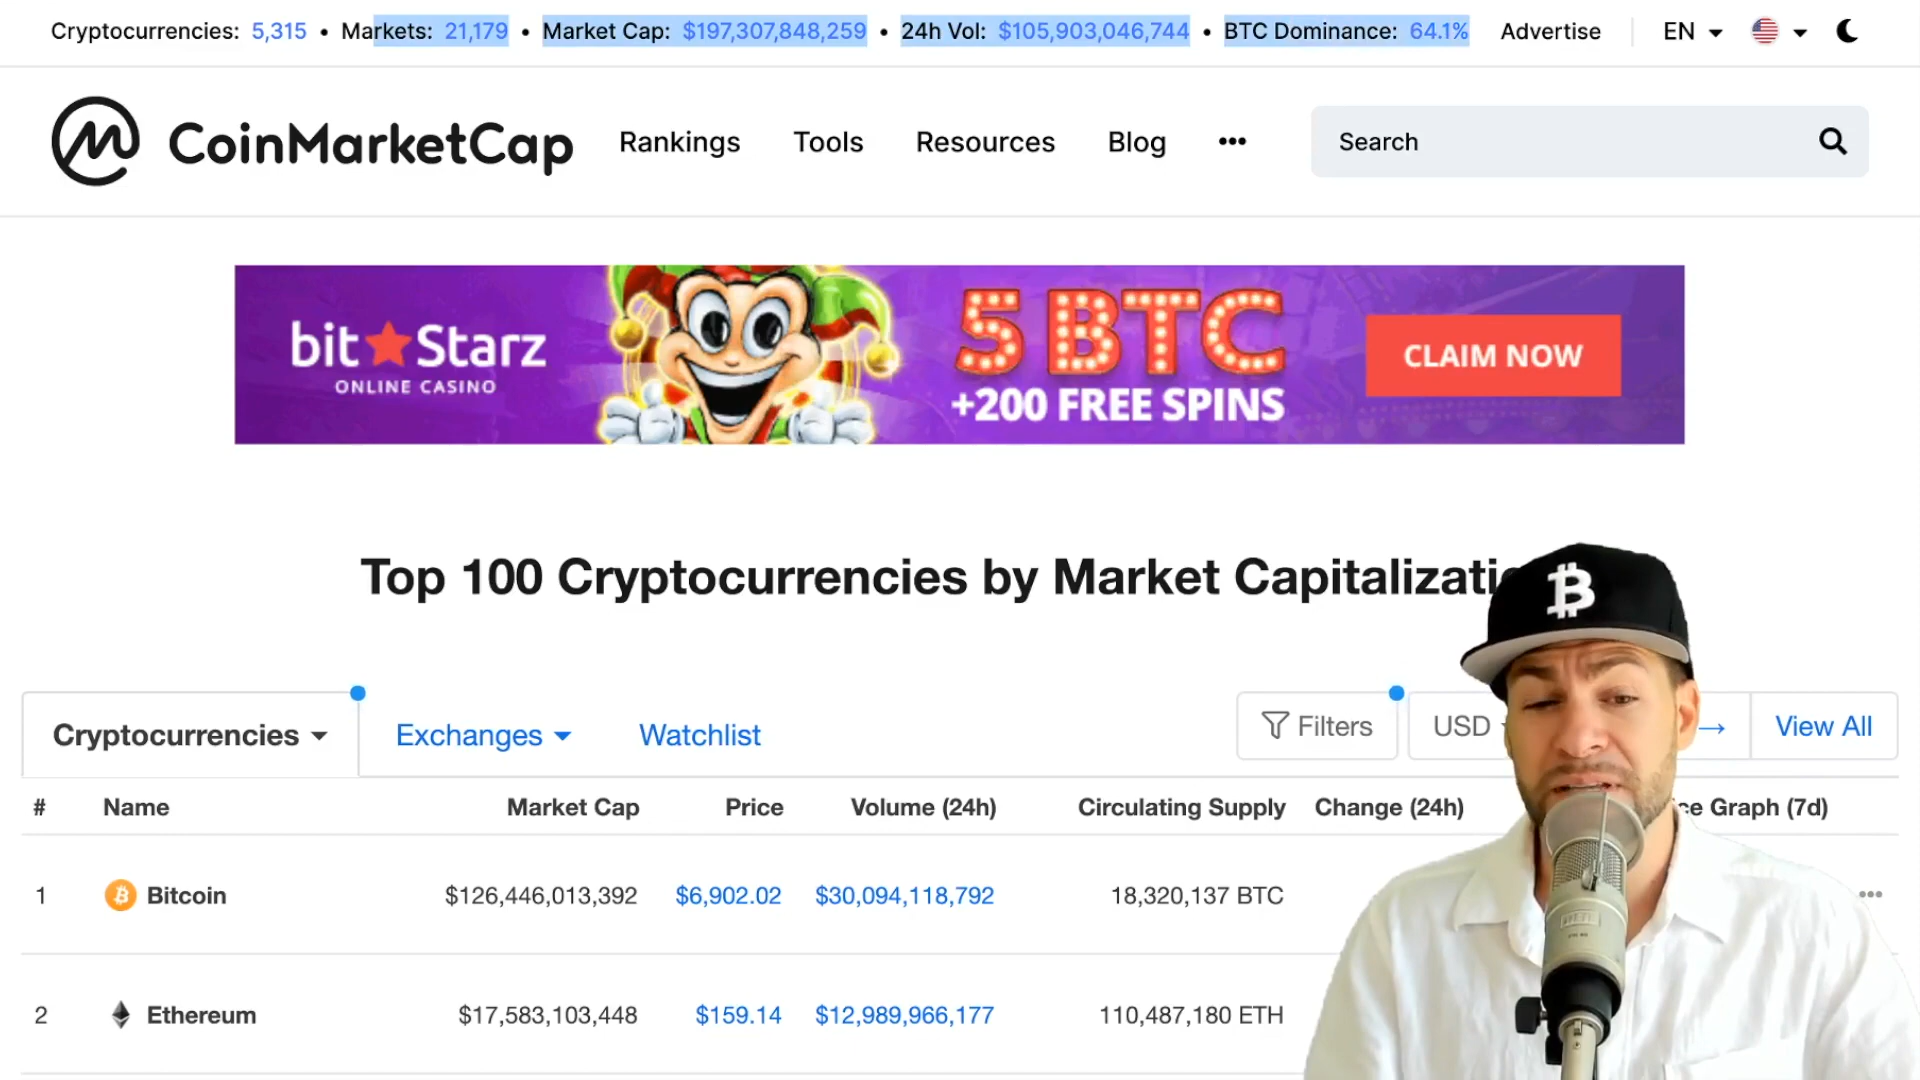 Cryptocurrencies: 5,315 • Markets: 21,179 • Market Cap: $197,307,848,259 • 24h Vol: $105,903,046,744 • BTC Dominance: 64.1% Advertise EN
CoinMarketCap Rankings Tools Resources Blog ••• Search
bit Starz
ONLINE CASINO
5 BTC
+200 FREE SPINS
CLAIM NOW
Top 100 Cryptocurrencies by Market Capitalizati
Cryptocurrencies Exchanges Watchlist Filters USD → View All
# Name Market Cap Price Volume (24h) Circulating Supply Change (24h) ce Graph (7d)
1 Bitcoin $126,446,013,392 $6,902.02 $30,094,118,792 18,320,137 BTC •••
2 Ethereum $17,583,103,448 $159.14 $12,989,966,177 110,487,180 ETH